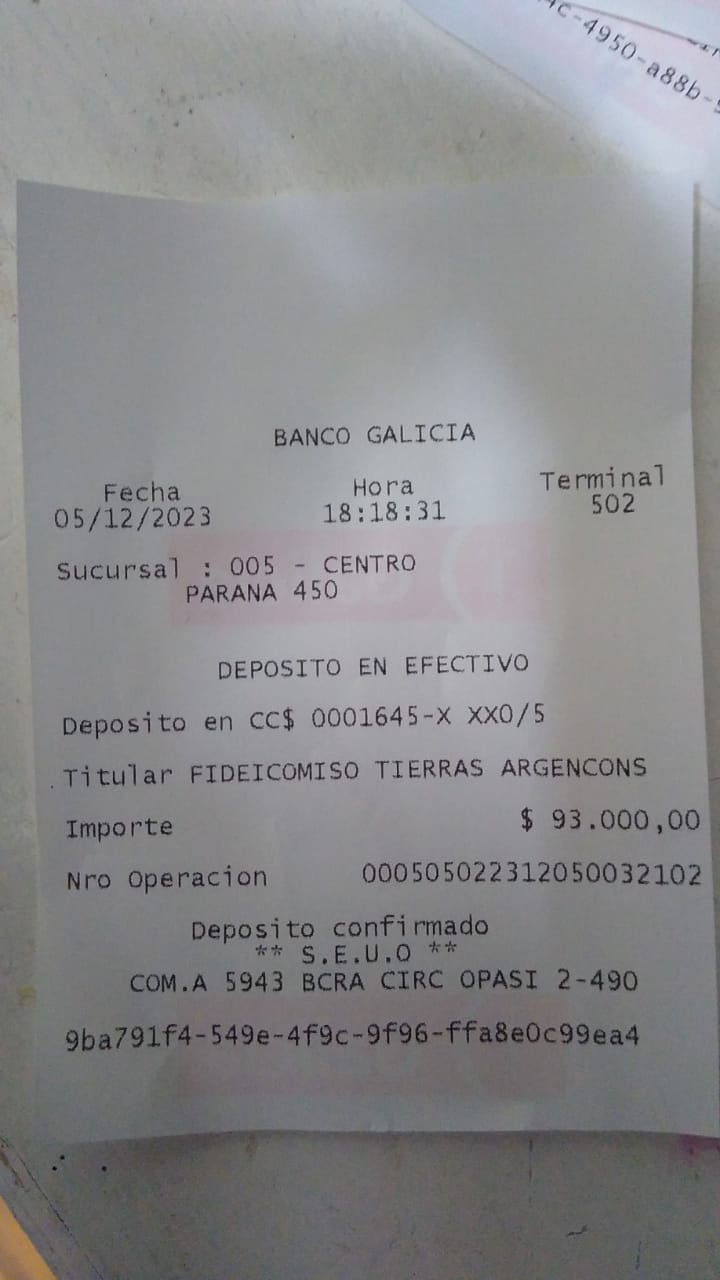 4c-4950-a88b-
BANCO GALICIA
Fecha Hora Terminal
05/12/2023 18:18:31 502
Sucursal : 005 - CENTRO
PARANA 450
DEPOSITO EN EFECTIVO
Deposito en CC$ 0001645-X XX0/5
Titular FIDEICOMISO TIERRAS ARGENCONS
Importe $ 93.000,00
Nro Operacion 000505022312050032102
Deposito confirmado
** S.E.U.O **
COM.A 5943 BCRA CIRC OPASI 2-490
9ba791f4-549e-4f9c-9f96-ffa8e0c99ea4